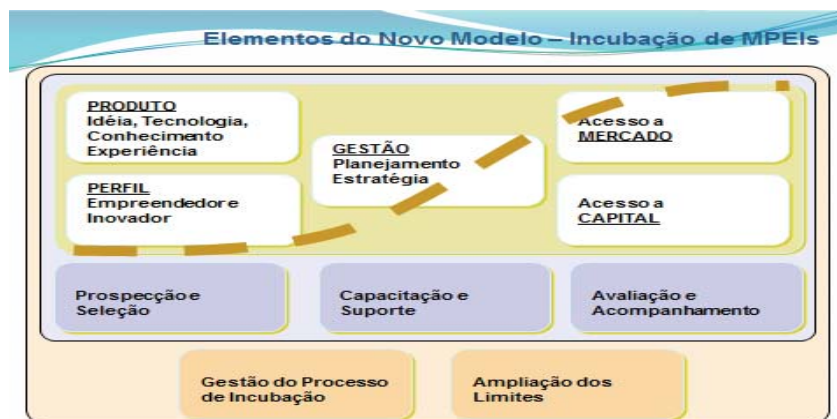 Elementos do Novo Modelo – Incubação de MPEIs
PRODUTO
Idéia, Tecnologia,
Conhecimento
Experiência
PERFIL
Empreendedor e
Inovador
GESTÃO
Planejamento
Estratégia
Acesso a
MERCADO
Acesso a
CAPITAL
Prospecção e
Seleção
Capacitação e
Suporte
Avaliação e
Acompanhamento
Gestão do Processo
de Incubação
Ampliação dos
Limites